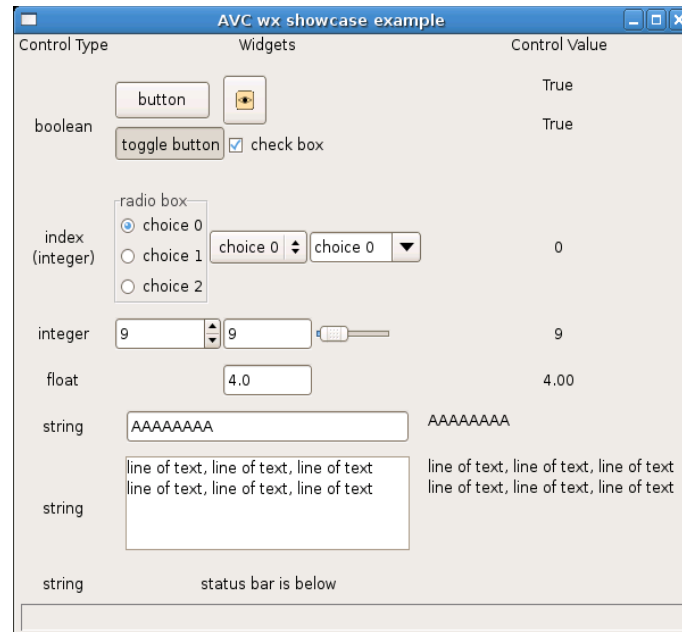 AVC wx showcase example
Control Type Widgets Control Value
button True
boolean
True
toggle button check box
radio box
choice 0
index
(integer)
choice 1 choice 0 choice 0 0
choice 2
integer 9 9 9
float 4.0 4.00
string AAAAAAAA AAAAAAAA
line of text, line of text, line of text line of text, line of text, line of text
line of text, line of text, line of text line of text, line of text, line of text
string
string status bar is below